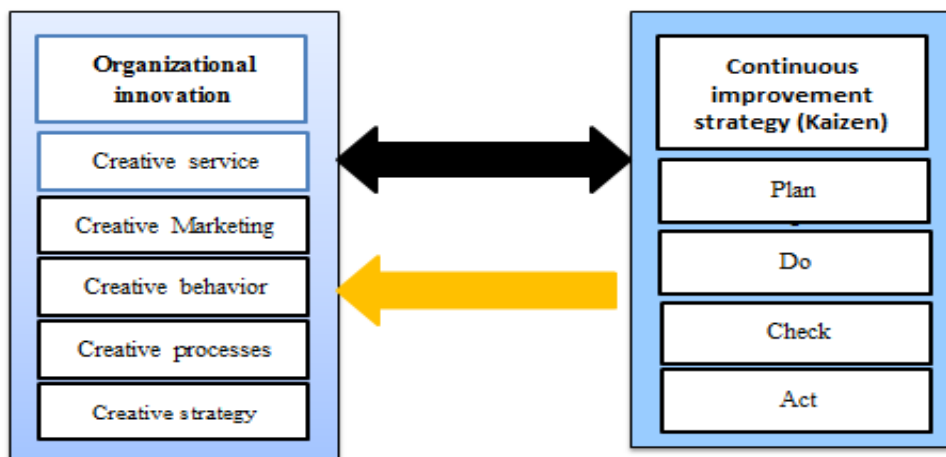 Organizational
innovation
Creative service
Creative Marketing
Creative behavior
Creative processes
Creative strategy
Continuous
improvement
strategy (Kaizen)
Plan
Do
Check
Act